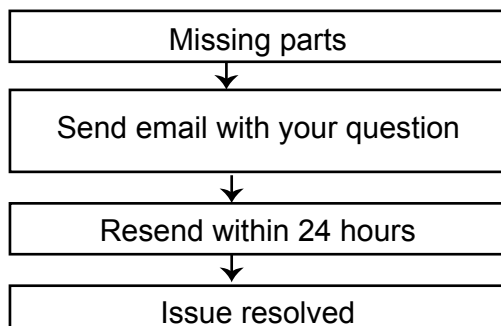 Missing parts
Send email with your question
Resend within 24 hours
Issue resolved